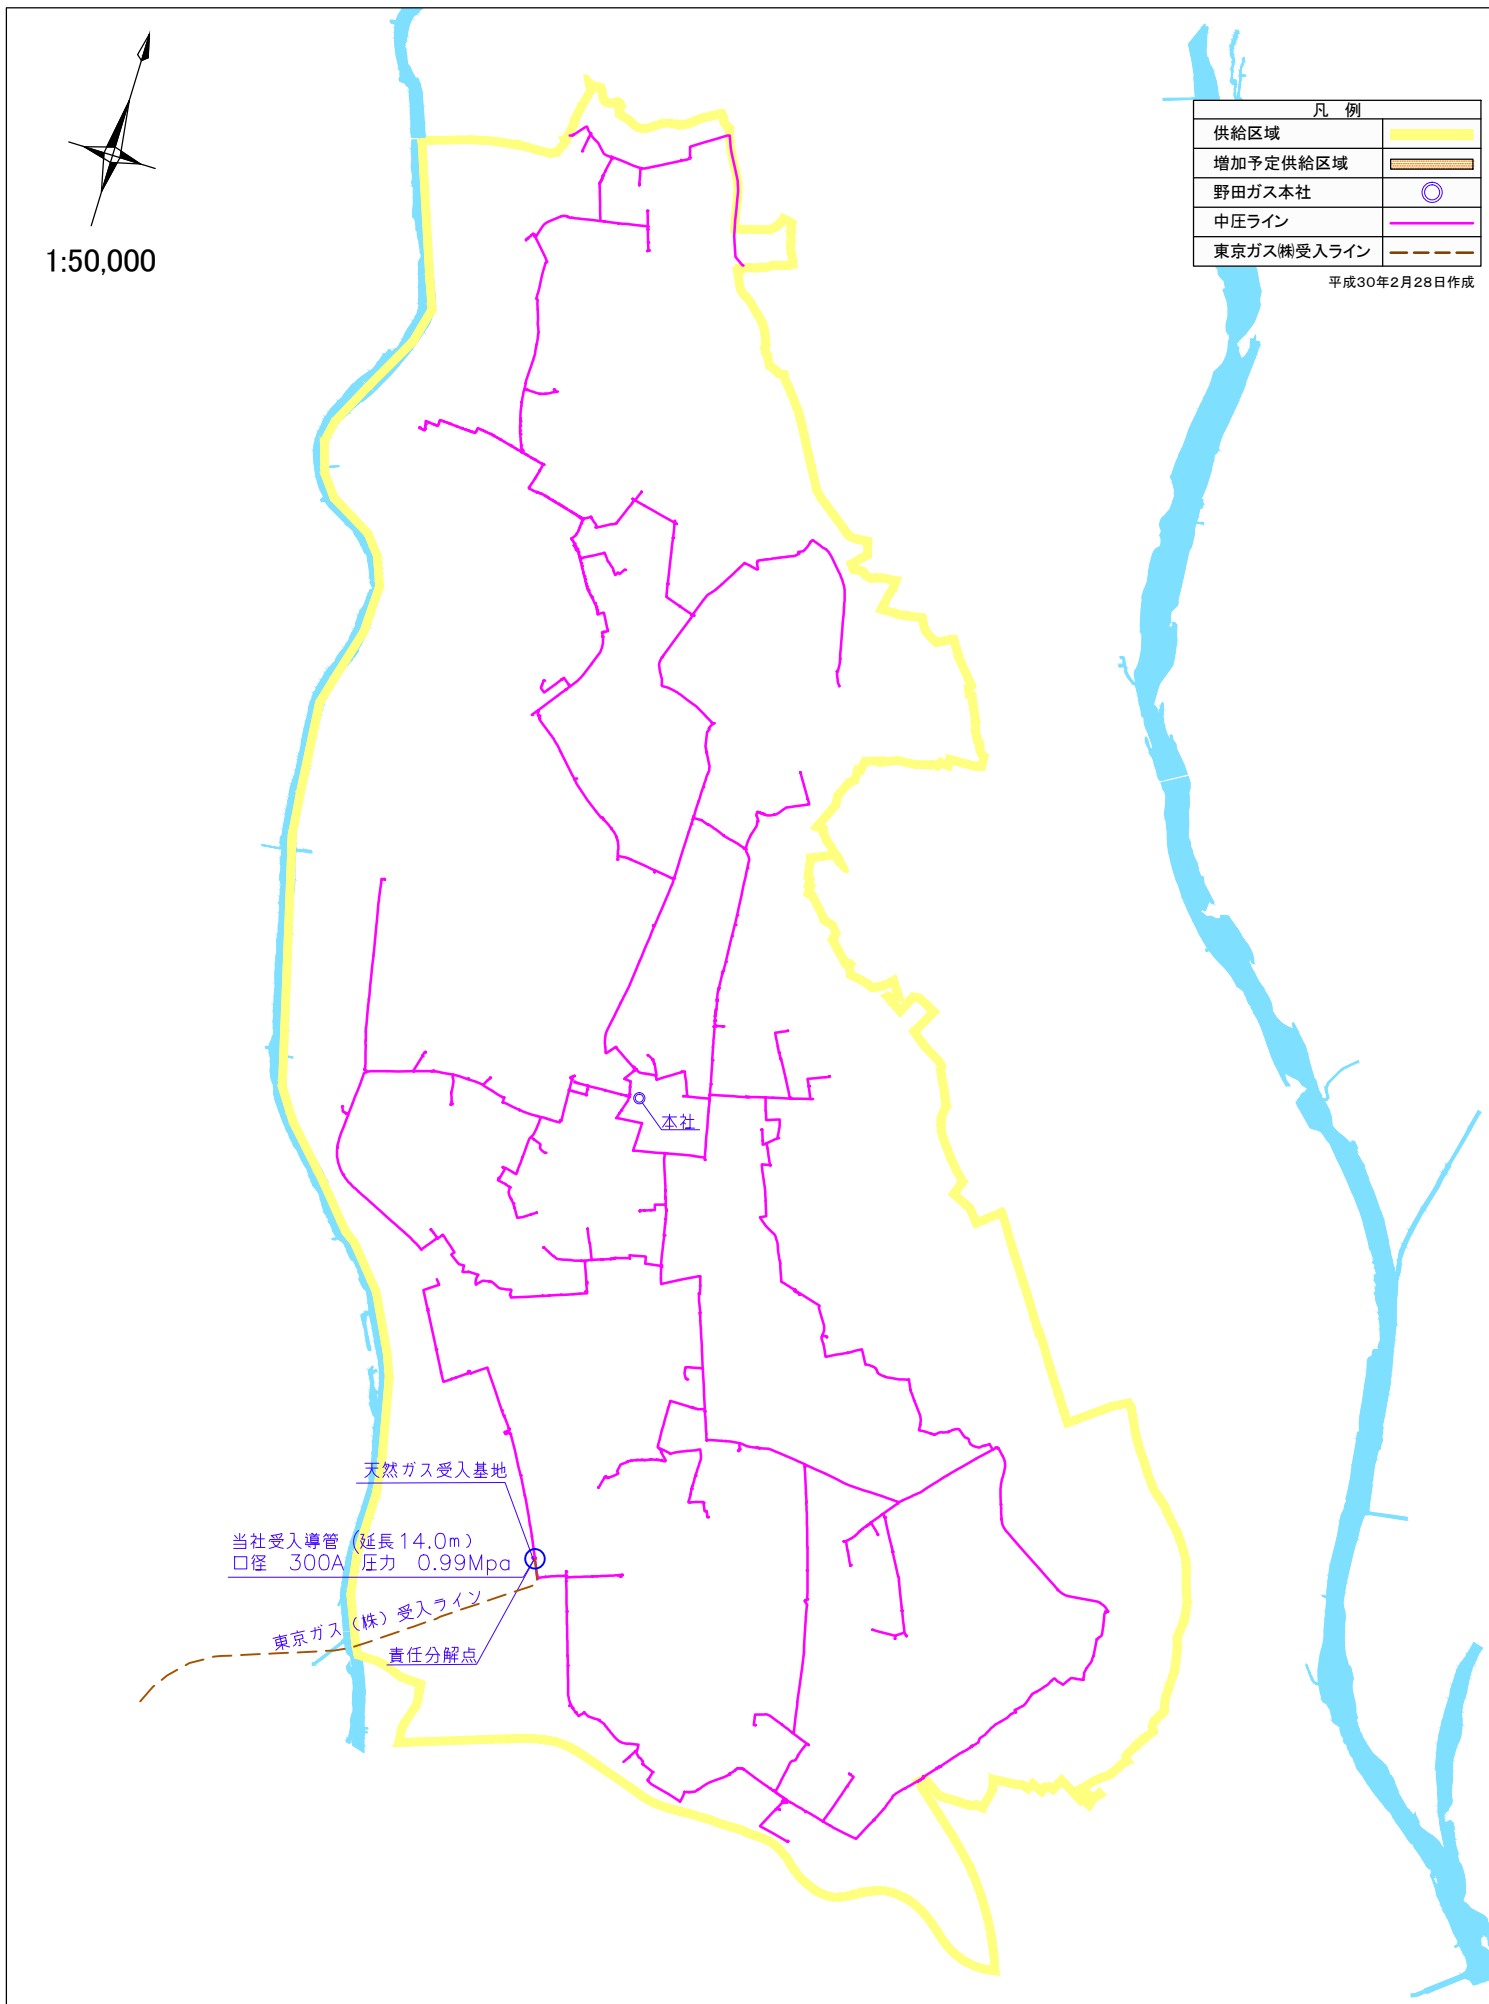 1:50,000
凡 例
供給区域
増加予定供給区域
野田ガス本社
中圧ライン
東京ガス㈱受入ライン
平成30年2月28日作成
本社
天然ガス受入基地
当社受入導管 (延長14.0m)
口径 300A 圧力 0.99Mpa
東京ガス(株)受入ライン
責任分解点